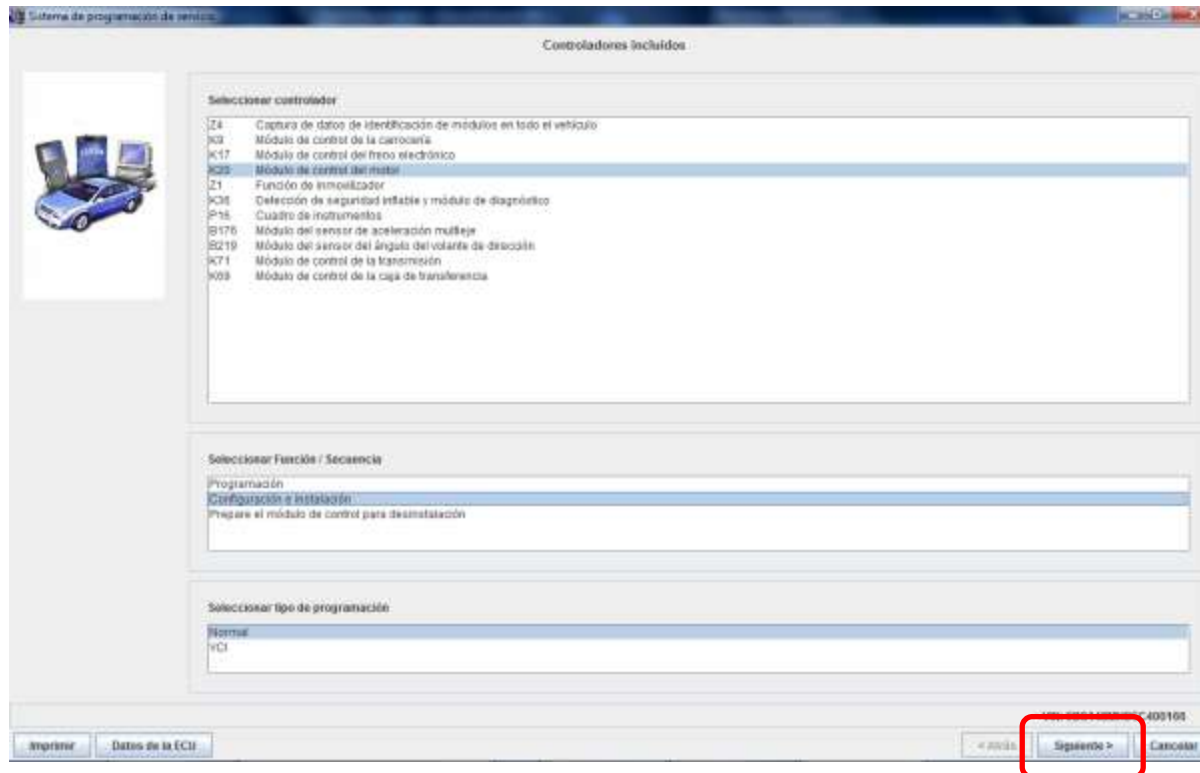 Sistema de programación de servicio
Controladores incluidos
Seleccionar controlador
Z4 Captura de datos de identificación de módulos en todo el vehículo
K9 Módulo de control de la carrocería
K17 Módulo de control del freno electrónico
K20 Módulo de control del motor
Z1 Función de inmovilizador
K36 Detección de seguridad inflable y módulo de diagnóstico
P16 Cuadro de instrumentos
B176 Módulo del sensor de aceleración multieje
B219 Módulo del sensor del ángulo del volante de dirección
K71 Módulo de control de la transmisión
K69 Módulo de control de la caja de transferencia
Seleccionar Función / Secuencia
Programación
Configuración e instalación
Prepare el módulo de control para desinstalación
Seleccionar tipo de programación
Normal
VCI
Imprimir
Datos de la ECU
< Atrás
Siguiente >
Cancelar